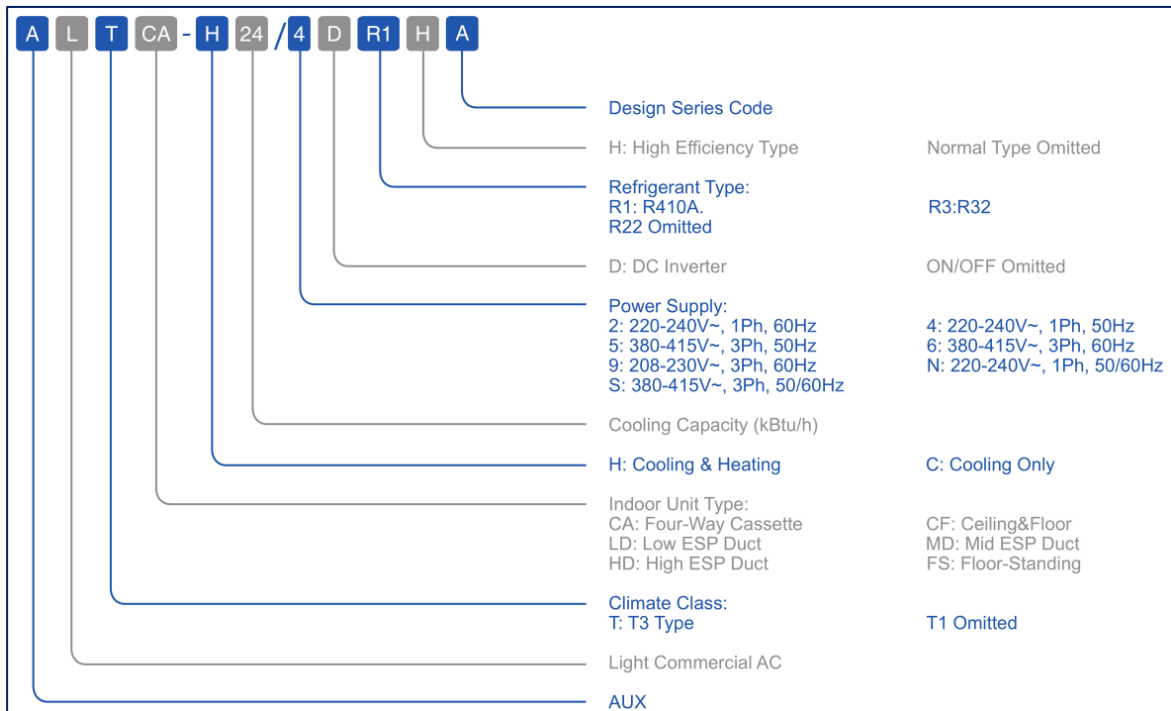 A L T CA - H 24 / 4 D R1 H A
Design Series Code
H: High Efficiency Type Normal Type Omitted
Refrigerant Type:
R1: R410A. R3:R32
R22 Omitted
D: DC Inverter ON/OFF Omitted
Power Supply:
2: 220-240V~, 1Ph, 60Hz 4: 220-240V~, 1Ph, 50Hz
5: 380-415V~, 3Ph, 50Hz 6: 380-415V~, 3Ph, 60Hz
9: 208-230V~, 3Ph, 60Hz N: 220-240V~, 1Ph, 50/60Hz
S: 380-415V~, 3Ph, 50/60Hz
Cooling Capacity (kBtu/h)
H: Cooling & Heating C: Cooling Only
Indoor Unit Type:
CA: Four-Way Cassette CF: Ceiling&Floor
LD: Low ESP Duct MD: Mid ESP Duct
HD: High ESP Duct FS: Floor-Standing
Climate Class:
T: T3 Type T1 Omitted
Light Commercial AC
AUX